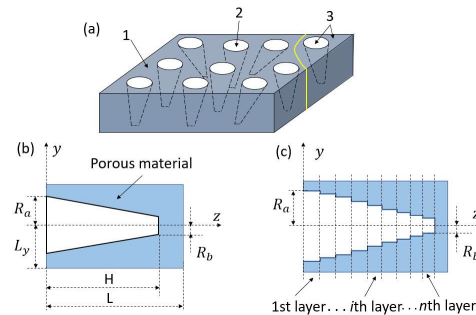 (a)
1
2
3
(b)
y
Porous material
R_a
L_y
z
R_b
H
L
(c)
y
R_a
z
R_b
1st layer...ith layer...nth layer